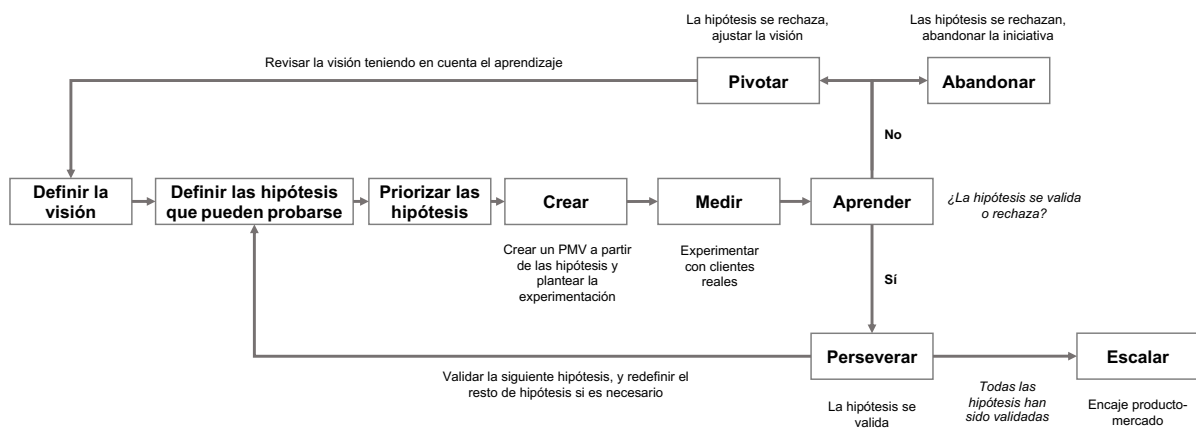 La hipótesis se rechaza,
ajustar la visión
Las hipótesis se rechazan,
abandonar la iniciativa
Revisar la visión teniendo en cuenta el aprendizaje
Pivotar
Abandonar
No
Definir la
visión
Definir las hipótesis
que pueden probarse
Priorizar las
hipótesis
Crear
Medir
Aprender
¿La hipótesis se valida
o rechaza?
Crear un PMV a partir
de las hipótesis y
plantear la
experimentación
Experimentar
con clientes
reales
Sí
Perseverar
Escalar
Validar la siguiente hipótesis, y redefinir el
resto de hipótesis si es necesario
La hipótesis se
valida
Todas las
hipótesis han
sido validadas
Encaje producto-
mercado